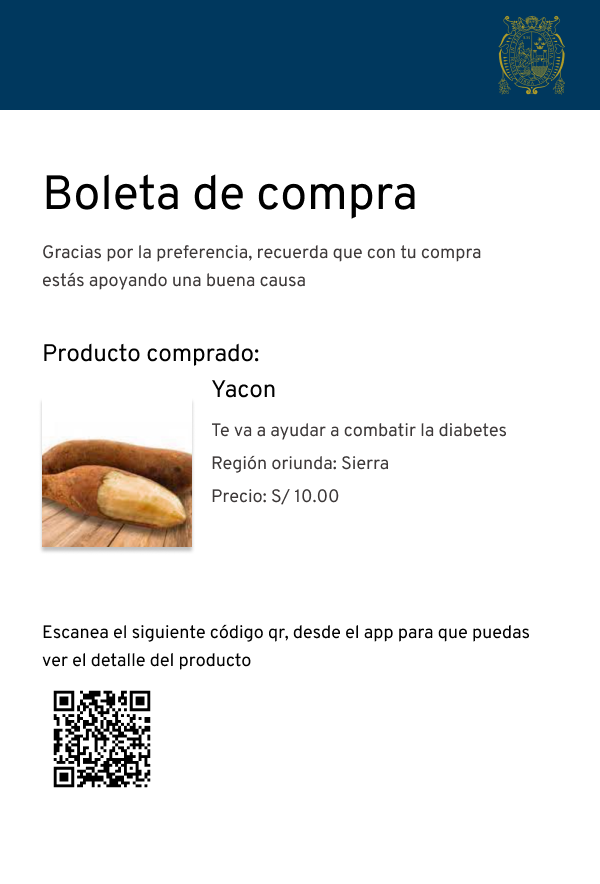 Boleta de compra
Gracias por la preferencia, recuerda que con tu compra
estás apoyando una buena causa
Producto comprado:
Yacon
Te va a ayudar a combatir la diabetes
Región oriunda: Sierra
Precio: S/ 10.00
Escanea el siguiente código qr, desde el app para que puedas
ver el detalle del producto